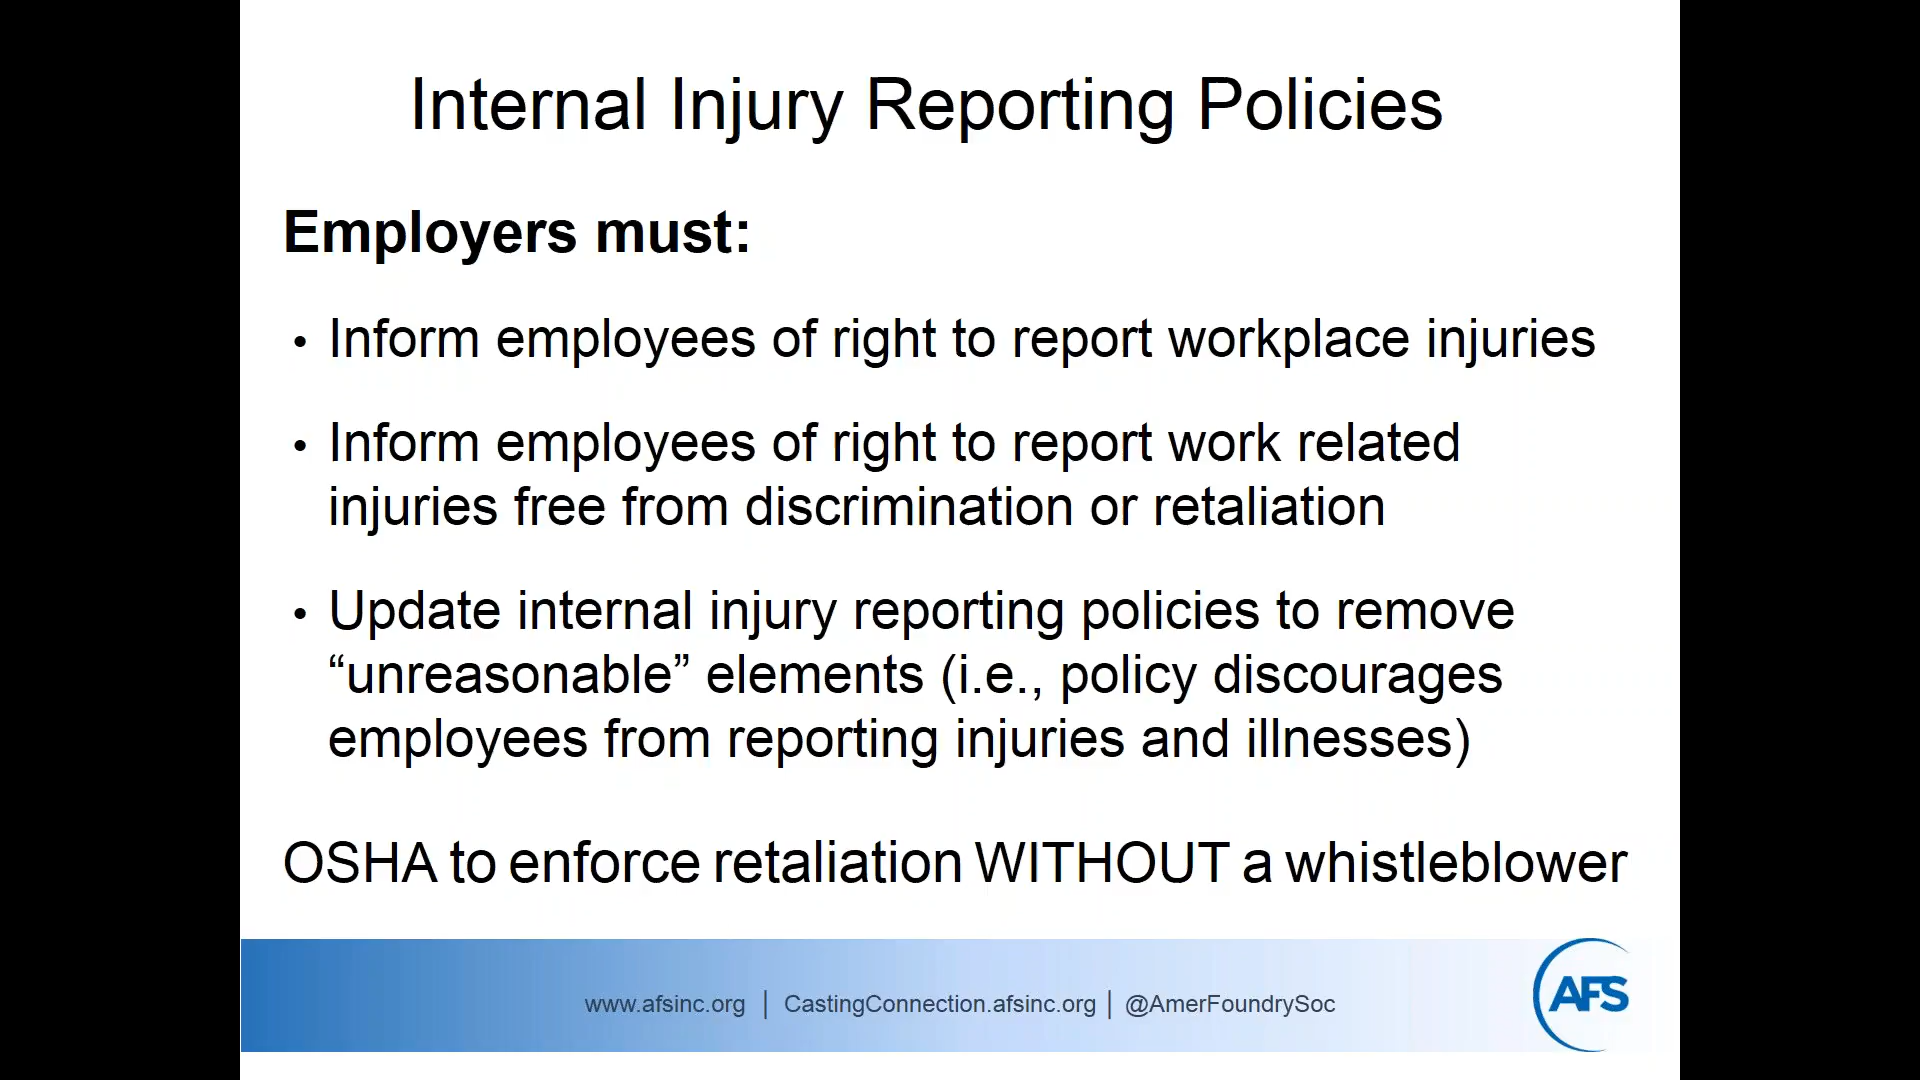 Internal Injury Reporting Policies
Employers must:
• Inform employees of right to report workplace injuries
• Inform employees of right to report work related
injuries free from discrimination or retaliation
• Update internal injury reporting policies to remove
“unreasonable” elements (i.e., policy discourages
employees from reporting injuries and illnesses)
OSHA to enforce retaliation WITHOUT a whistleblower
www.afsinc.org | CastingConnection.afsinc.org | @AmerFoundrySoc
AFS